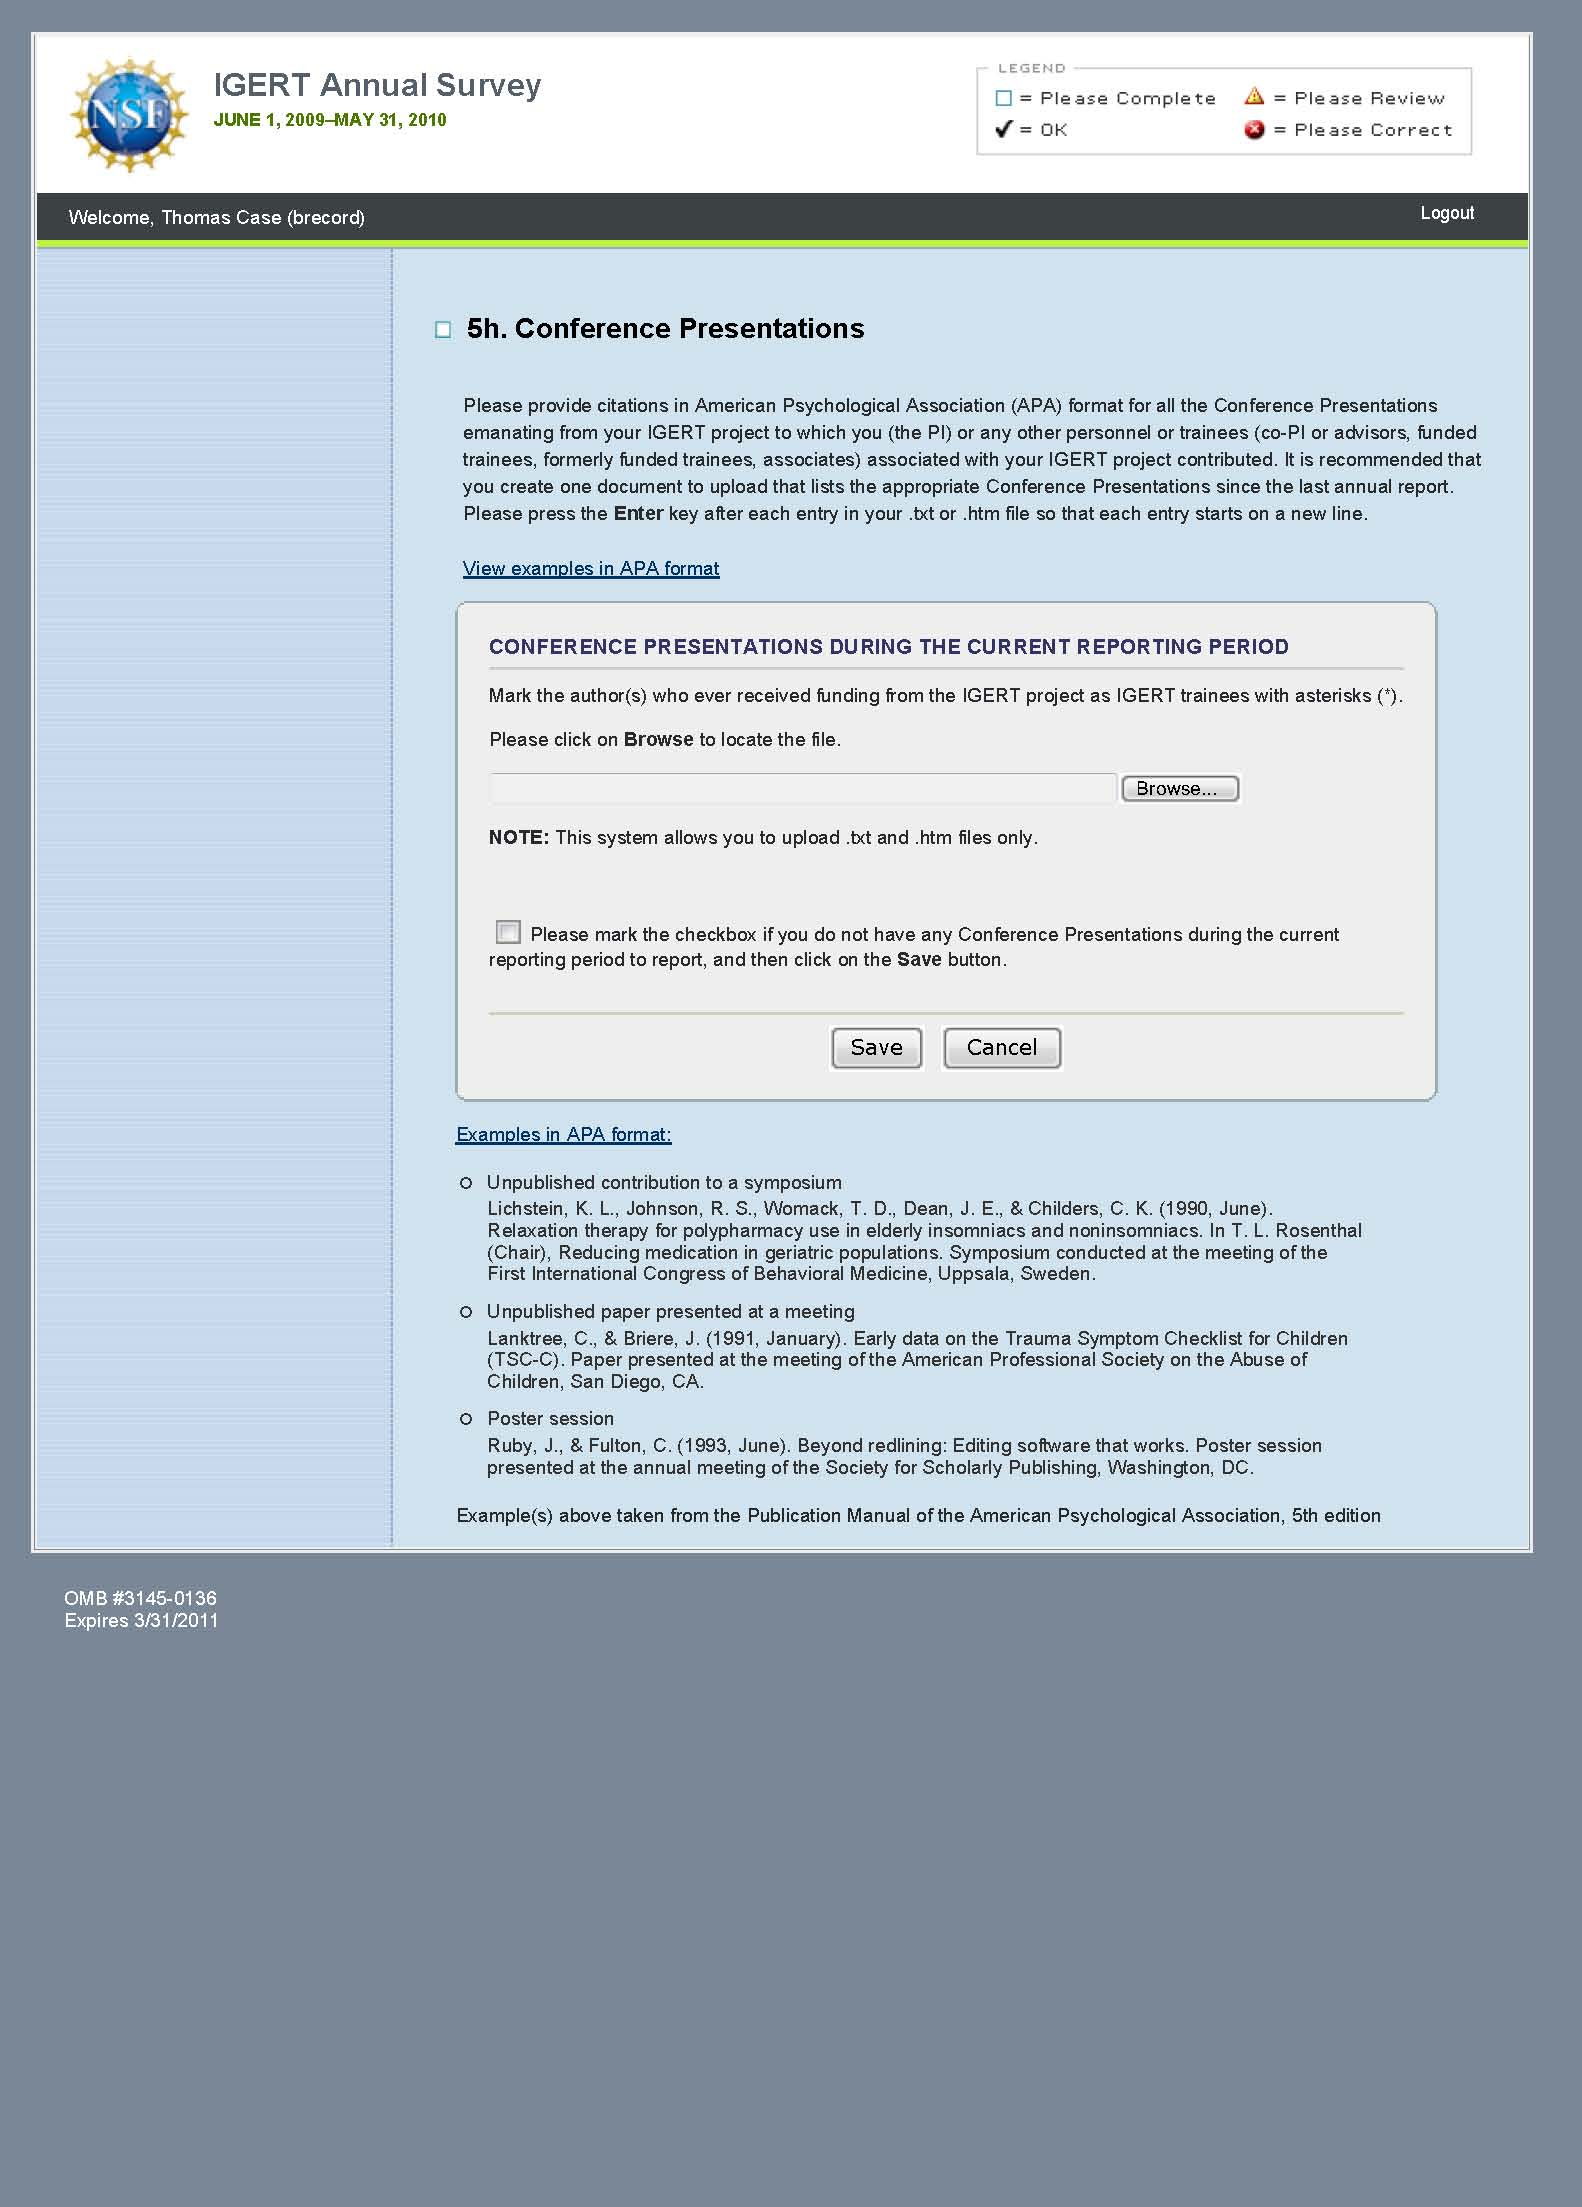 NSF
IGERT Annual Survey
JUNE 1, 2009–MAY 31, 2010
LEGEND
= Please Complete
= Please Review
= OK
= Please Correct
Welcome, Thomas Case (brecord)
Logout
5h. Conference Presentations
Please provide citations in American Psychological Association (APA) format for all the Conference Presentations
emanating from your IGERT project to which you (the PI) or any other personnel or trainees (co-PI or advisors, funded
trainees, formerly funded trainees, associates) associated with your IGERT project contributed. It is recommended that
you create one document to upload that lists the appropriate Conference Presentations since the last annual report.
Please press the Enter key after each entry in your .txt or .htm file so that each entry starts on a new line.
View examples in APA format
CONFERENCE PRESENTATIONS DURING THE CURRENT REPORTING PERIOD
Mark the author(s) who ever received funding from the IGERT project as IGERT trainees with asterisks (*).
Please click on Browse to locate the file.
Browse...
NOTE: This system allows you to upload .txt and .htm files only.
Please mark the checkbox if you do not have any Conference Presentations during the current
reporting period to report, and then click on the Save button.
Save
Cancel
Examples in APA format:
Unpublished contribution to a symposium
Lichstein, K. L., Johnson, R. S., Womack, T. D., Dean, J. E., & Childers, C. K. (1990, June).
Relaxation therapy for polypharmacy use in elderly insomniacs and noninsomniacs. In T. L. Rosenthal
(Chair), Reducing medication in geriatric populations. Symposium conducted at the meeting of the
First International Congress of Behavioral Medicine, Uppsala, Sweden.
Unpublished paper presented at a meeting
Lanktree, C., & Briere, J. (1991, January). Early data on the Trauma Symptom Checklist for Children
(TSC-C). Paper presented at the meeting of the American Professional Society on the Abuse of
Children, San Diego, CA.
Poster session
Ruby, J., & Fulton, C. (1993, June). Beyond redlining: Editing software that works. Poster session
presented at the annual meeting of the Society for Scholarly Publishing, Washington, DC.
Example(s) above taken from the Publication Manual of the American Psychological Association, 5th edition
OMB #3145-0136
Expires 3/31/2011